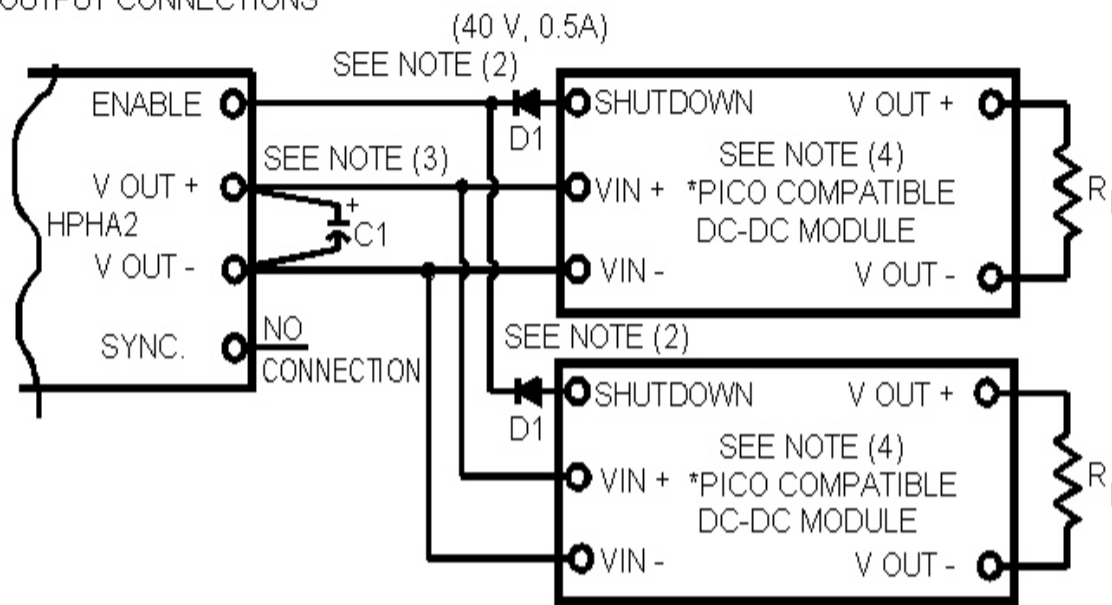 OUTPUT CONNECTIONS
(40 V, 0.5A)
SEE NOTE (2)
ENABLE
D1
SHUTDOWN
V OUT +
SEE NOTE (3)
V OUT +
HPHA2
V OUT -
+
C1
VIN +
SEE NOTE (4)
*PICO COMPATIBLE
DC-DC MODULE
VIN -
V OUT -
R
SYNC.
NO
CONNECTION
SEE NOTE (2)
D1
SHUTDOWN
V OUT +
SEE NOTE (4)
VIN +
*PICO COMPATIBLE
DC-DC MODULE
VIN -
V OUT -
R